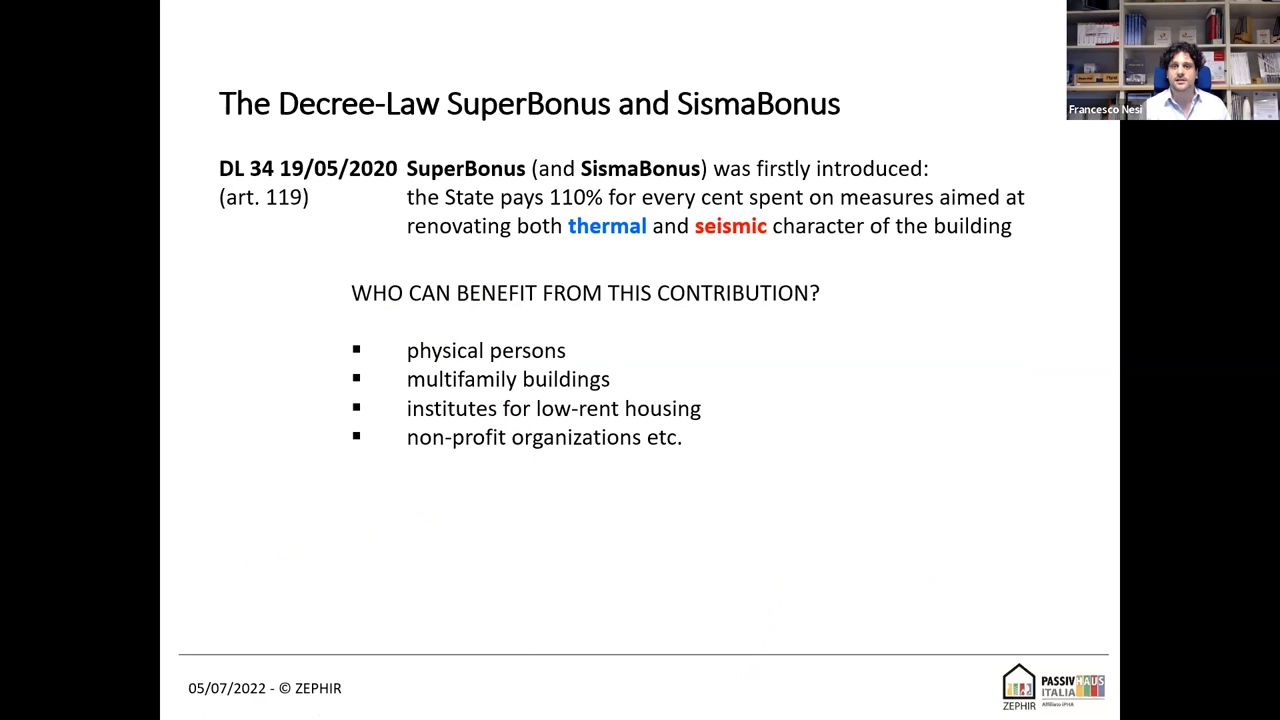 Francesco Nesi
The Decree-Law SuperBonus and SismaBonus
DL 34 19/05/2020 SuperBonus (and SismaBonus) was firstly introduced:
(art. 119) the State pays 110% for every cent spent on measures aimed at
renovating both thermal and seismic character of the building
WHO CAN BENEFIT FROM THIS CONTRIBUTION?
▪ physical persons
▪ multifamily buildings
▪ institutes for low-rent housing
▪ non-profit organizations etc.
05/07/2022 - © ZEPHIR
ZEPHIR
PASSIVHAUS
ITALIA
Affiliato iPHA